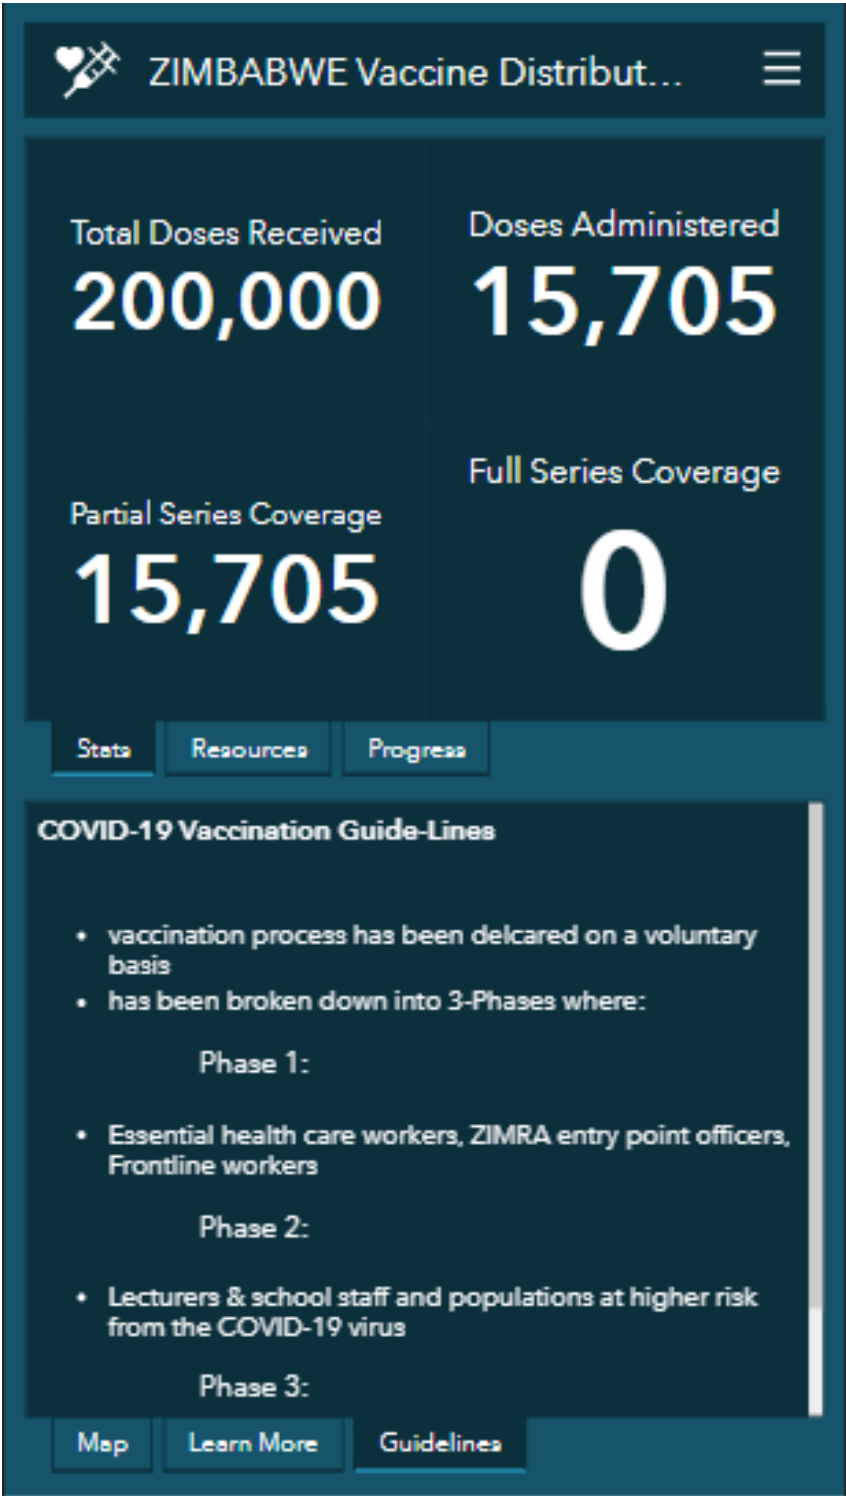 ZIMBABWE Vaccine Distribut...
Total Doses Received
200,000
Doses Administered
15,705
Partial Series Coverage
15,705
Full Series Coverage
0
Stats
Resources
Progress
COVID-19 Vaccination Guide-Lines
• vaccination process has been delcared on a voluntary
basis
• has been broken down into 3-Phases where:
Phase 1:
• Essential health care workers, ZIMRA entry point officers,
Frontline workers
Phase 2:
• Lecturers & school staff and populations at higher risk
from the COVID-19 virus
Phase 3:
Map
Learn More
Guidelines